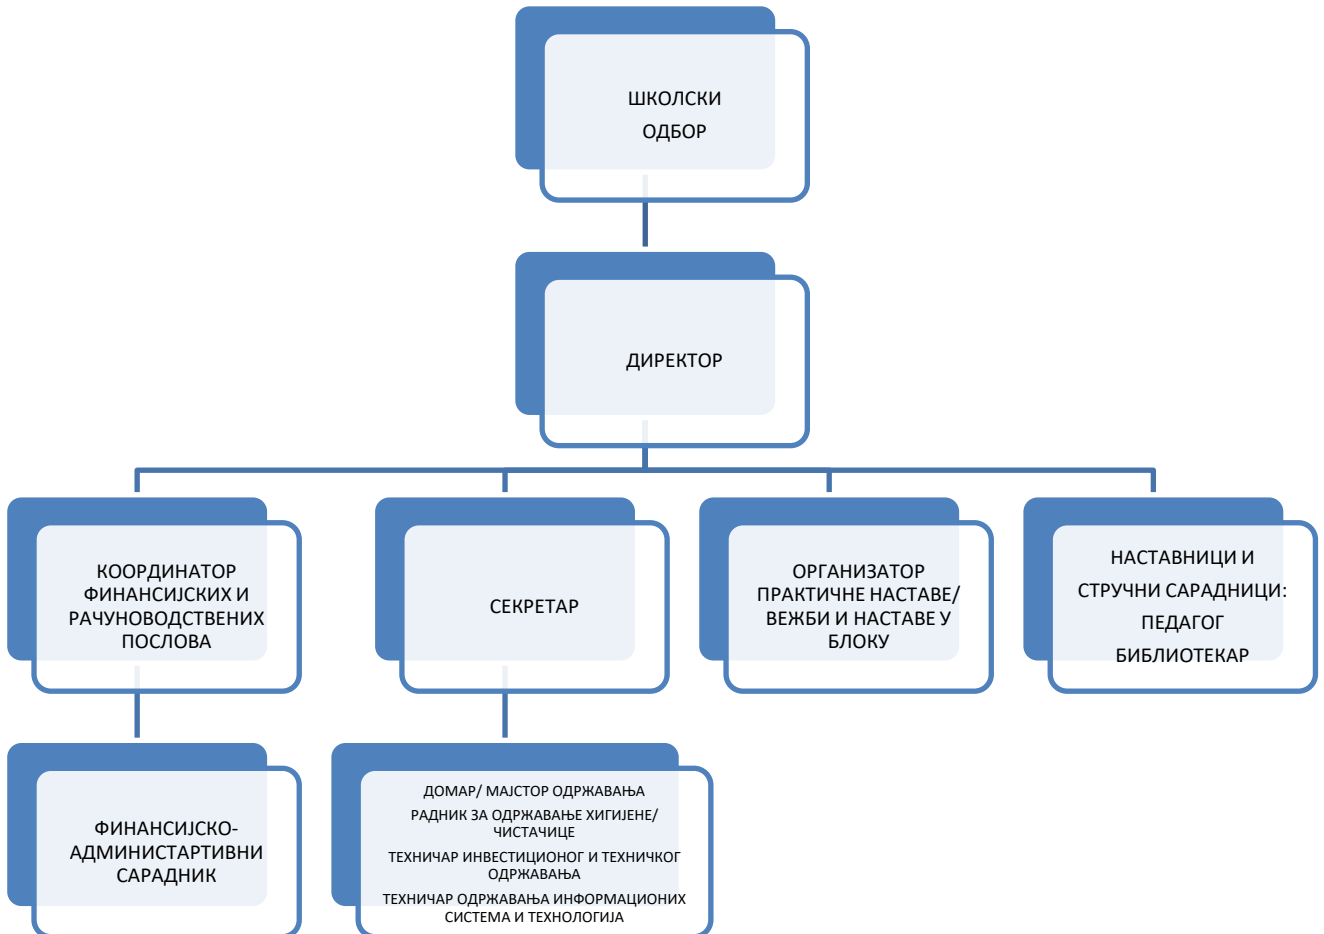 ШКОЛСКИ
ОДБОР
ДИРЕКТОР
КООРДИНАТОР
ФИНАНСИЈСКИХ И
РАЧУНОВОДСТВЕНИХ
ПОСЛОВА
СЕКРЕТАР
ОРГАНИЗАТОР
ПРАКТИЧНЕ НАСТАВЕ/
ВЕЖБИ И НАСТАВЕ У
БЛОКУ
НАСТАВНИЦИ И
СТРУЧНИ САРАДНИЦИ:
ПЕДАГОГ
БИБЛИОТЕКАР
ФИНАНСИЈСКО-
АДМИНИСТАРТИВНИ
САРАДНИК
ДОМАР/ МАЈСТОР ОДРЖАВАЊА
РАДНИК ЗА ОДРЖАВАЊЕ ХИГИЈЕНЕ/
ЧИСТАЧИЦЕ
ТЕХНИЧАР ИНВЕСТИЦИОНОГ И ТЕХНИЧКОГ
ОДРЖАВАЊА
ТЕХНИЧАР ОДРЖАВАЊА ИНФОРМАЦИОНИХ
СИСТЕМА И ТЕХНОЛОГИЈА